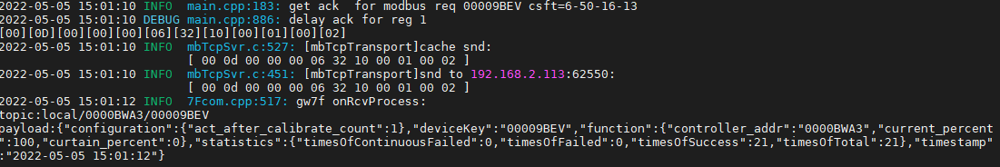 2022-05-05 15:01:10 INFO  main.cpp:183: get ack  for modbus req 00009BEV csft=6-50-16-13
2022-05-05 15:01:10 DEBUG main.cpp:886: delay ack for reg 1
[00][0D][00][00][00][06][32][10][00][01][00][02]
2022-05-05 15:01:10 INFO  mbTcpSvr.c:527: [mbTcpTransport]cache snd:
[ 00 0d 00 00 00 06 32 10 00 01 00 02 ]
2022-05-05 15:01:10 INFO  mbTcpSvr.c:451: [mbTcpTransport]snd to 192.168.2.113:62550:
[ 00 0d 00 00 00 06 32 10 00 01 00 02 ]
2022-05-05 15:01:12 INFO  7Fcom.cpp:517: gw7f onRcvProcess:
topic:local/0000BWA3/00009BEV
payload:{"configuration":{"act_after_calibrate_count":1},"deviceKey":"00009BEV","function":{"controller_addr":"0000BWA3","current_percent
":100,"curtain_percent":0},"statistics":{"timesOfContinuousFailed":0,"timesOfFailed":0,"timesOfSuccess":21,"timesOfTotal":21},"timestamp"
:"2022-05-05 15:01:12"}